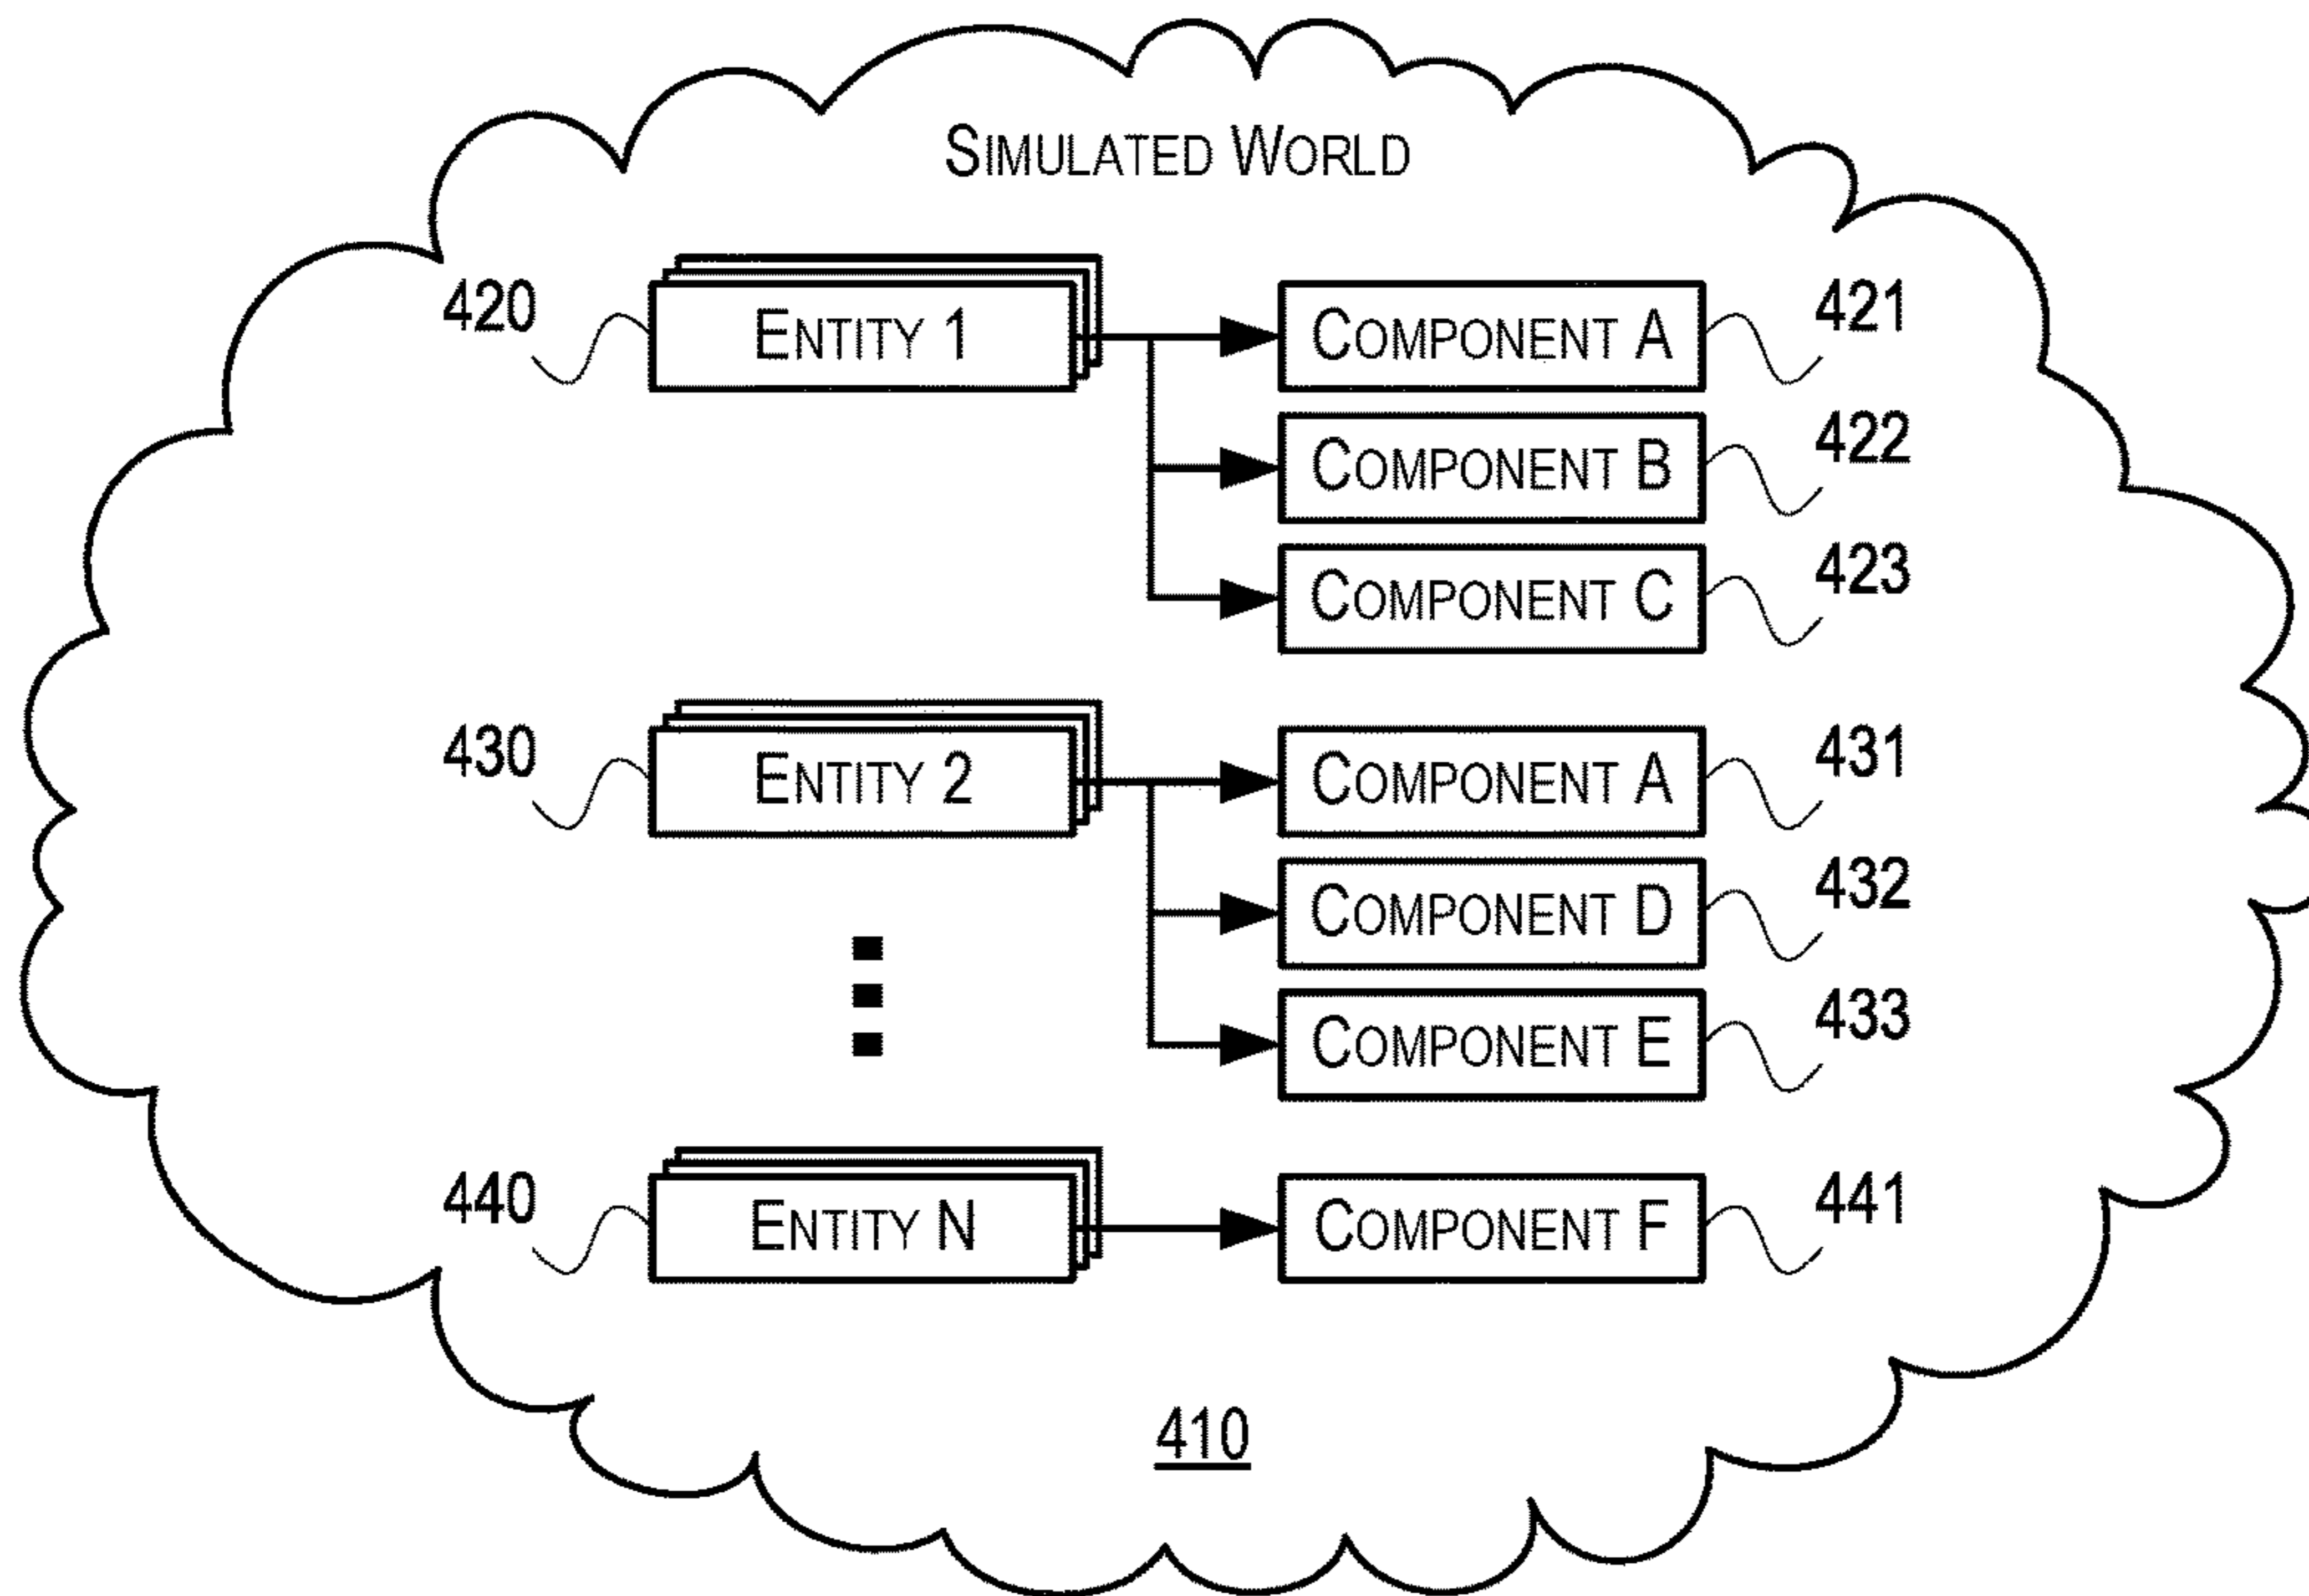 SIMULATED WORLD
420 ENTITY 1 COMPONENT A 421
COMPONENT B 422
COMPONENT C 423
430 ENTITY 2 COMPONENT A 431
COMPONENT D 432
COMPONENT E 433
440 ENTITY N COMPONENT F 441
410